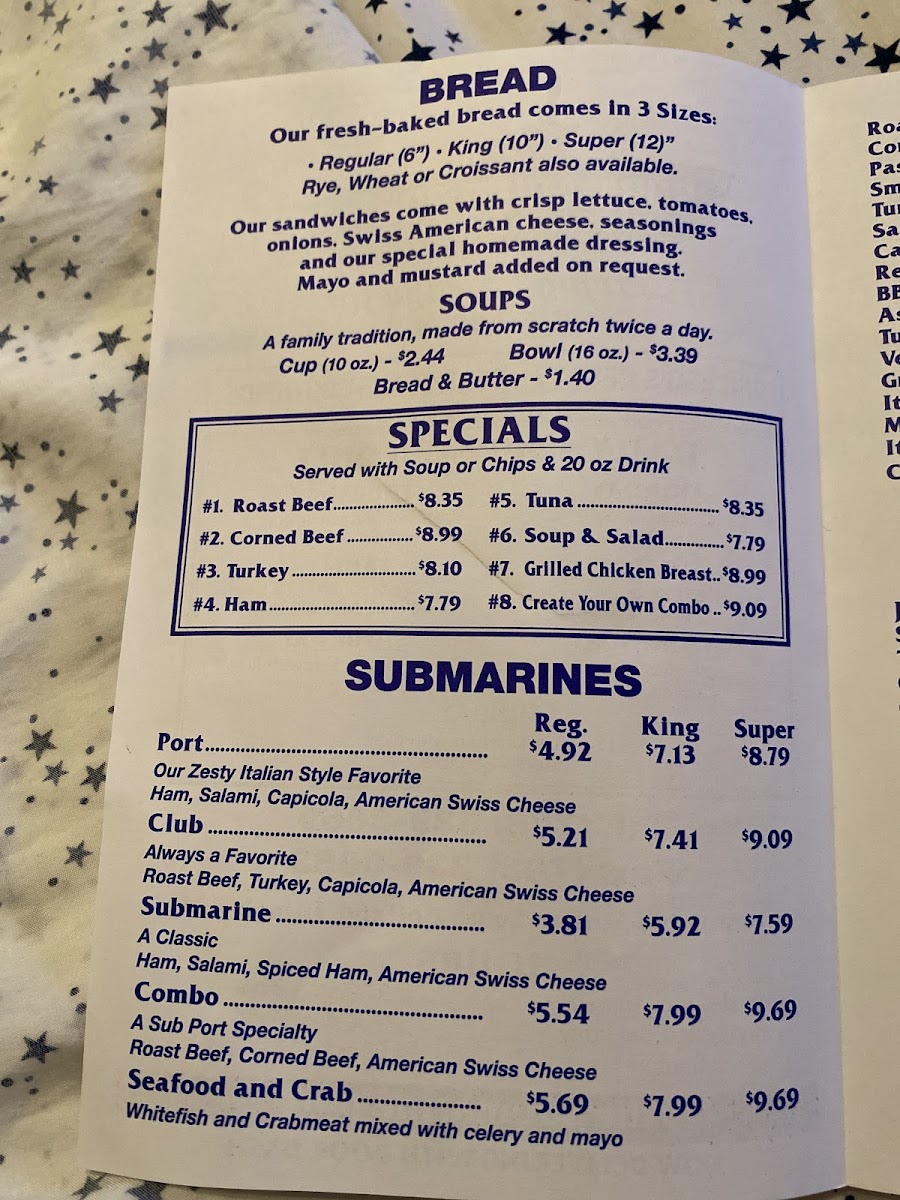 BREAD
Our fresh-baked bread comes in 3 Sizes:
• Regular (6") • King (10") • Super (12)"
Rye, Wheat or Croissant also available.
Our sandwiches come with crisp lettuce, tomatoes,
onions, Swiss American cheese, seasonings
and our special homemade dressing.
Mayo and mustard added on request.
SOUPS
A family tradition, made from scratch twice a day.
Cup (10 oz.) - $2.44 Bowl (16 oz.) - $3.39
Bread & Butter - $1.40
SPECIALS
Served with Soup or Chips & 20 oz Drink
#1. Roast Beef.................... $8.35 #5. Tuna ................................... $8.35
#2. Corned Beef ................ $8.99 #6. Soup & Salad.............. $7.79
#3. Turkey .............................. $8.10 #7. Grilled Chicken Breast.. $8.99
#4. Ham................................... $7.79 #8. Create Your Own Combo .. $9.09
SUBMARINES
Reg. King Super
Port.................................................... $4.92 $7.13 $8.79
Our Zesty Italian Style Favorite
Ham, Salami, Capicola, American Swiss Cheese
Club .................................................... $5.21 $7.41 $9.09
Always a Favorite
Roast Beef, Turkey, Capicola, American Swiss Cheese
Submarine ...................................... $3.81 $5.92 $7.59
A Classic
Ham, Salami, Spiced Ham, American Swiss Cheese
Combo ................................................ $5.54 $7.99 $9.69
A Sub Port Specialty
Roast Beef, Corned Beef, American Swiss Cheese
Seafood and Crab ....................... $5.69 $7.99 $9.69
Whitefish and Crabmeat mixed with celery and mayo